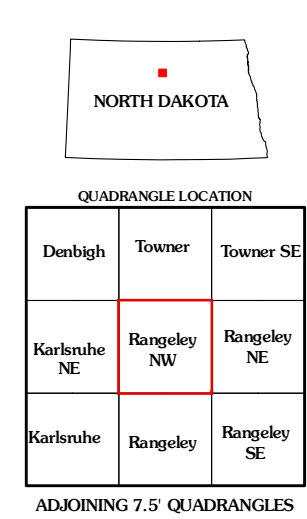 NORTH DAKOTA
QUADRANGLE LOCATION
Denbigh
Towner
Towner SE
Karlsruhe
NE
Rangeley
NW
Rangeley
NE
Karlsruhe
Rangeley
Rangeley
SE
ADJOINING 7.5' QUADRANGLES